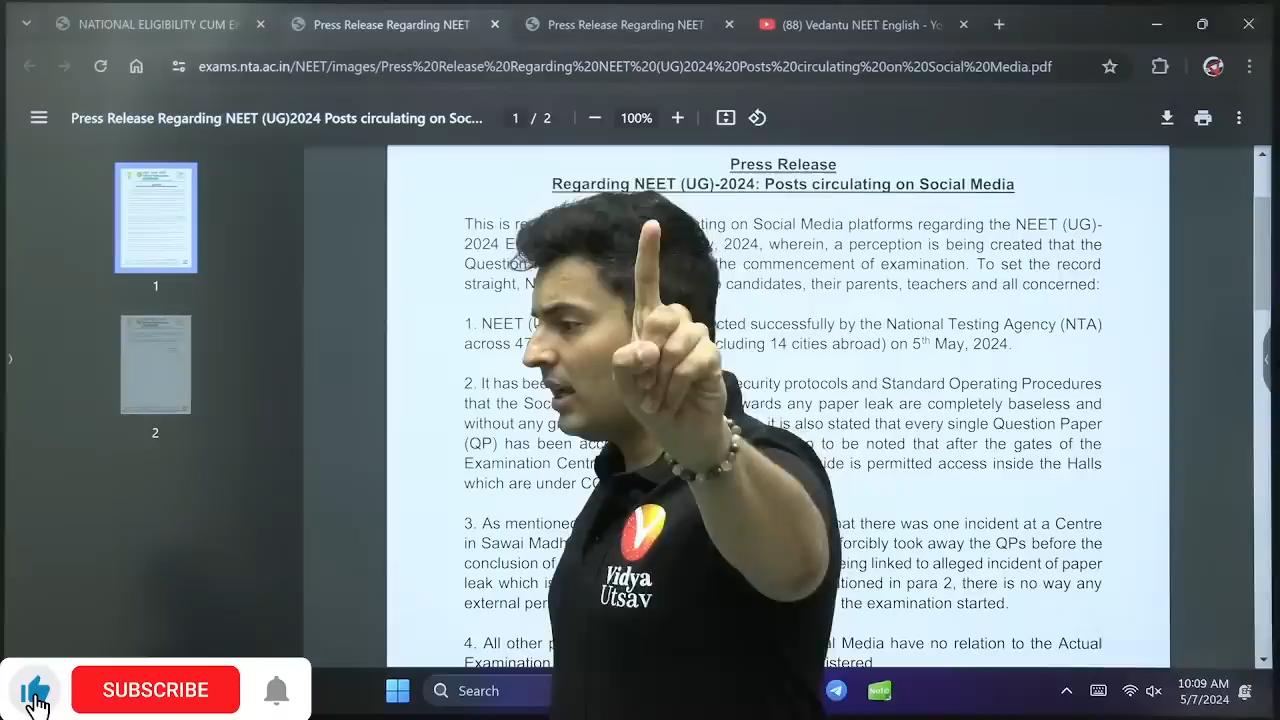 NATIONAL ELIGIBILITY CUM E
Press Release Regarding NEET
Press Release Regarding NEET
(88) Vedantu NEET English - Yo
exams.nta.ac.in/NEET/images/Press%20Release%20Regarding%20NEET%20(UG)2024%20Posts%20circulating%20on%20Social%20Media.pdf
Press Release Regarding NEET (UG)2024 Posts circulating on Soc...
1 / 2
100%
1
2
Press Release
Regarding NEET (UG)-2024: Posts circulating on Social Media
This is ting on Social Media platforms regarding the NEET (UG)-
2024 , 2024, wherein, a perception is being created that the
Question the commencement of examination. To set the record
straight, candidates, their parents, teachers and all concerned:
1. NEET cted successfully by the National Testing Agency (NTA)
across 47 cluding 14 cities abroad) on 5th May, 2024.
2. It has bee curity protocols and Standard Operating Procedures
that the Soc wards any paper leak are completely baseless and
without any g it is also stated that every single Question Paper
(QP) has been acc to be noted that after the gates of the
Examination Centr ide is permitted access inside the Halls
which are under CC
3. As mentioned at there was one incident at a Centre
in Sawai Madh forcibly took away the QPs before the
conclusion of eing linked to alleged incident of paper
leak which is tioned in para 2, there is no way any
external per the examination started.
4. All other p l Media have no relation to the Actual
Examination istered.
Vidya
Utsav
SUBSCRIBE
Search
Note
10:09 AM
5/7/2024